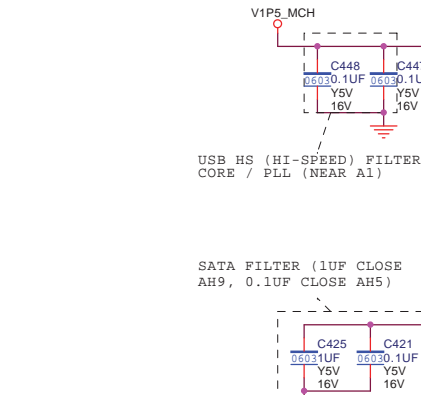 V1P5_MCH
C448
C447
0603 0.1UF
0603 0.1U
Y5V
Y5V
16V
16V
USB HS (HI-SPEED) FILTER
CORE / PLL (NEAR A1)
SATA FILTER (1UF CLOSE
AH9, 0.1UF CLOSE AH5)
C425
C421
0603 1UF
0603 0.1UF
Y5V
Y5V
16V
16V